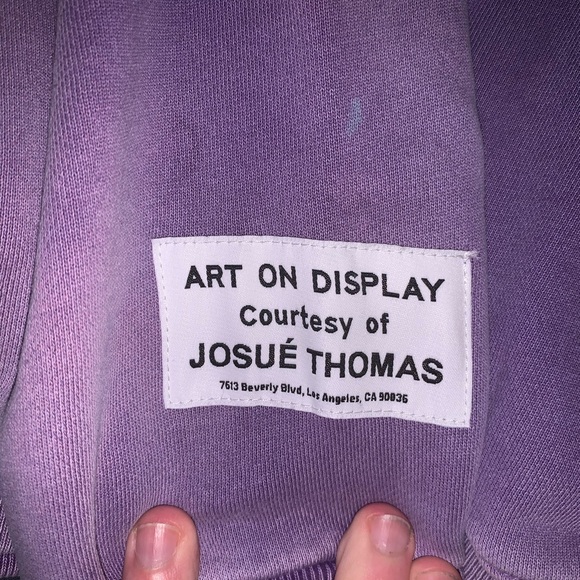 ART ON DISPLAY
Courtesy of
JOSUÉ THOMAS
7613 Beverly Blvd, Los Angeles, CA 90036